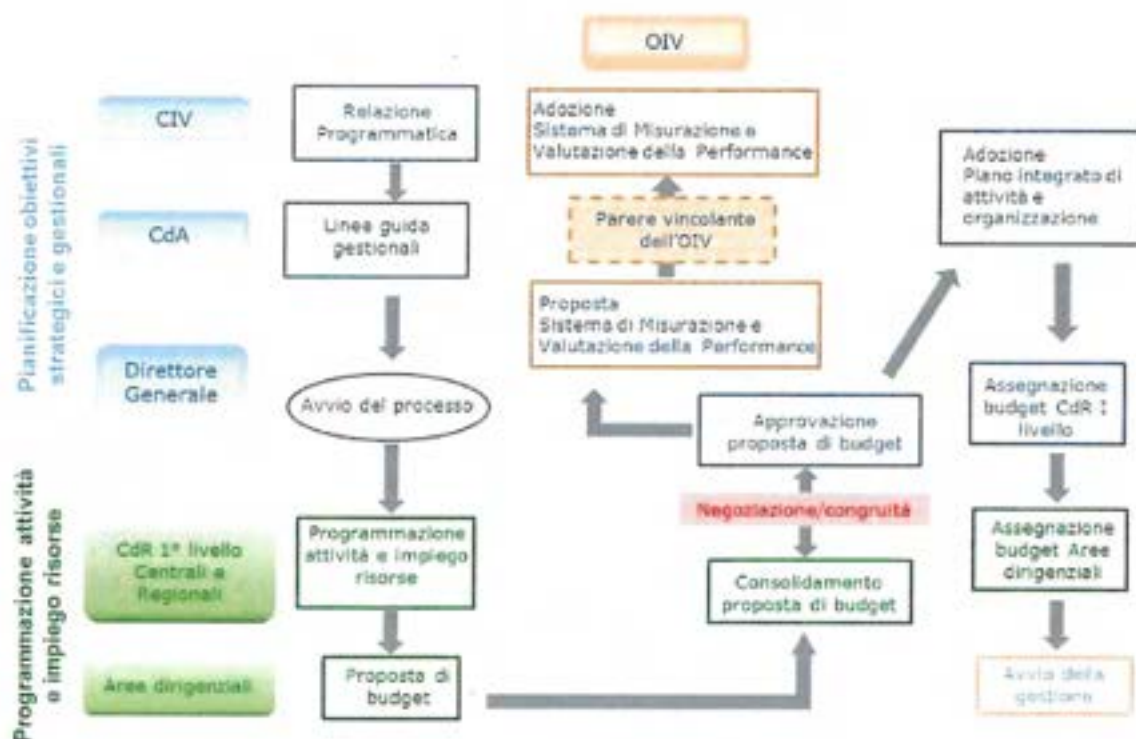 OIV
Pianificazione obiettivi
strategici e gestionali
Programmazione attività
e impiego risorse
CIV
CdA
Direttore
Generale
CdR 1° livello
Centrali e
Regionali
Aree dirigenziali
Relazione
Programmatica
Linee guida
gestionali
Avvio del processo
Programmazione
attività e impiego
risorse
Proposta di
budget
Adozione
Sistema di Misurazione e
Valutazione della Performance
Parere vincolante
dell'OIV
Proposta
Sistema di Misurazione e
Valutazione della Performance
Approvazione
proposta di budget
Negoziazione/congruità
Consolidamento
proposta di budget
Adozione
Piano integrato di
attività e
organizzazione
Assegnazione
budget CdR I
livello
Assegnazione
budget Aree
dirigenziali
Avvio della
gestione